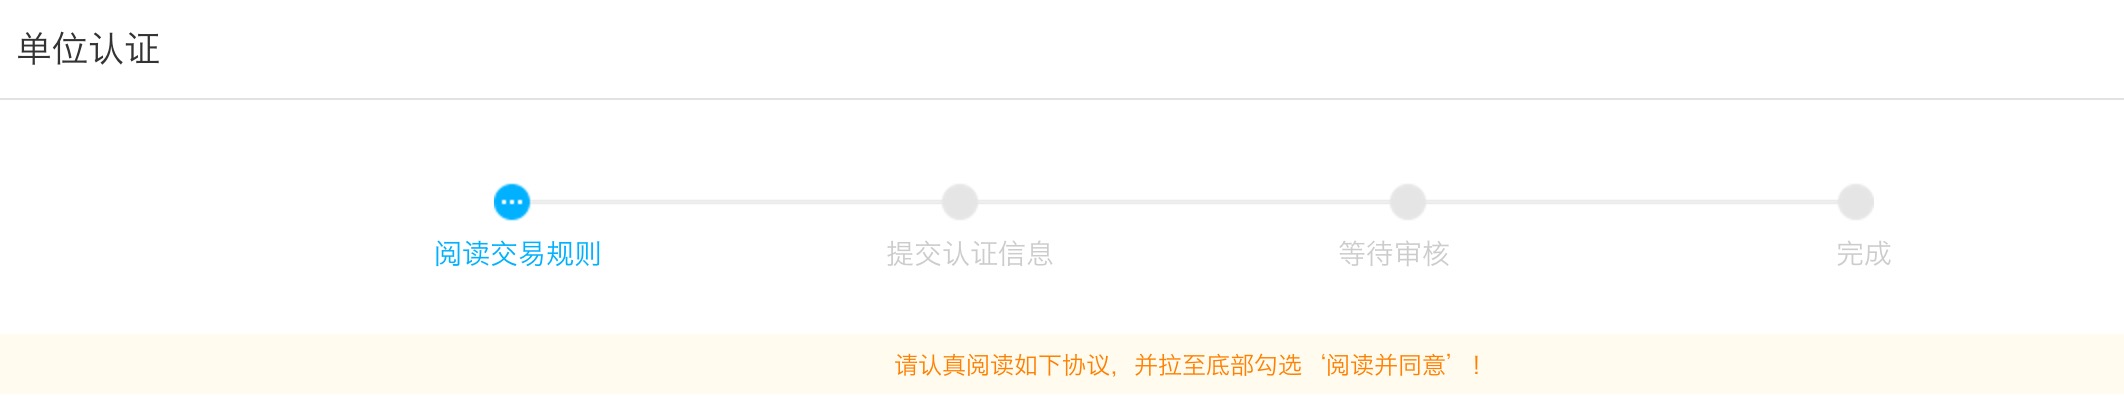 单位认证
阅读交易规则
提交认证信息
等待审核
完成
请认真阅读如下协议，并拉至底部勾选‘阅读并同意’！